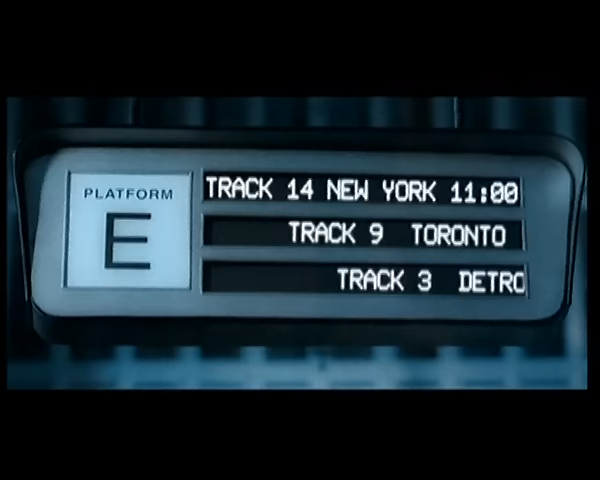 PLATFORM
E
TRACK 14 NEW YORK 11:00
TRACK 9 TORONTO
TRACK 3 DETRO